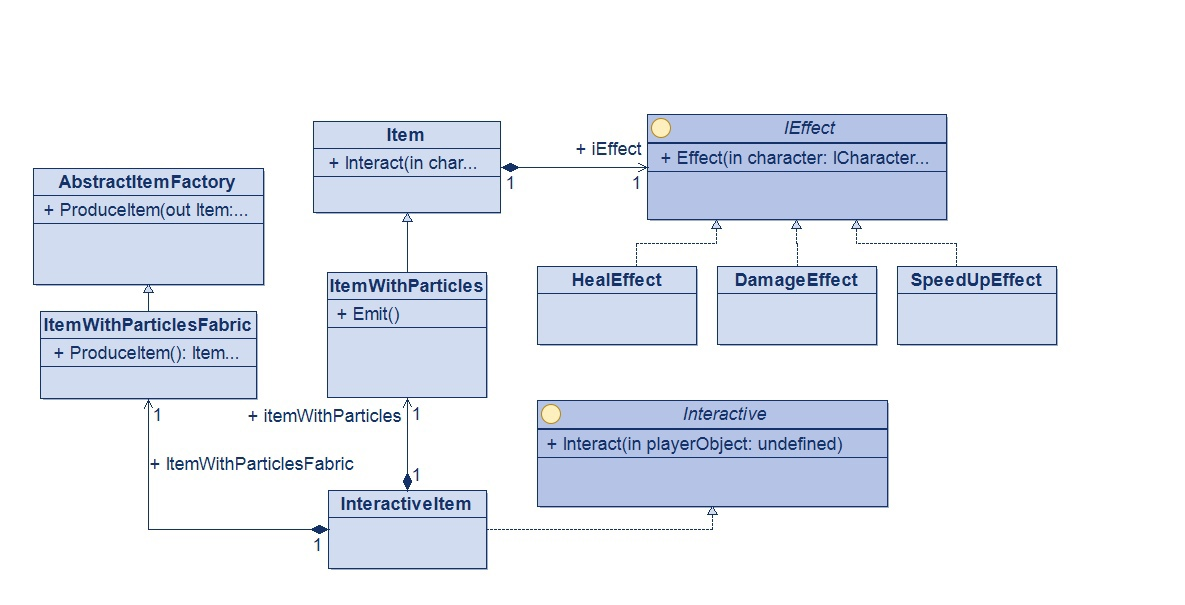 IEffect
Item
+ iEffect
+ Effect(in character: ICharacter...
+ Interact(in char...
AbstractItemFactory
1
1
+ ProduceItem(out Item:...
HealEffect
DamageEffect
SpeedUpEffect
ItemWithParticles
+ Emit()
ItemWithParticlesFabric
+ ProduceItem(): Item...
1
+ itemWithParticles
1
Interactive
+ Interact(in playerObject: undefined)
+ ItemWithParticlesFabric
1
InteractiveItem
1